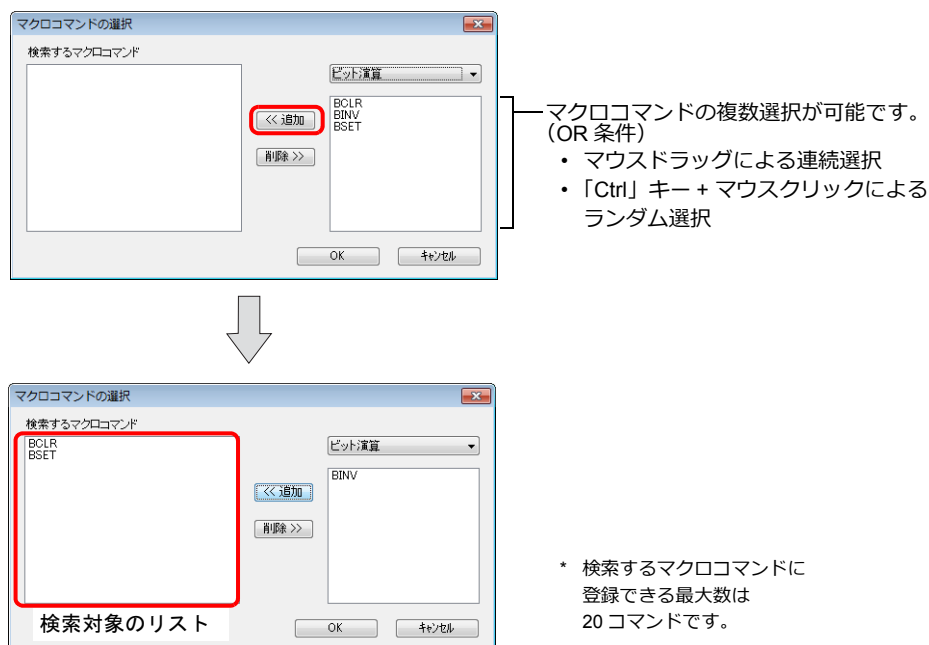 マクロコマンドの選択
検索するマクロコマンド
ビット演算
BCLR
BINV
BSET
<< 追加
削除 >>
OK
キャンセル
マクロコマンドの複数選択が可能です。
(OR 条件)
• マウスドラッグによる連続選択
• 「Ctrl」キー + マウスクリックによる
ランダム選択
マクロコマンドの選択
検索するマクロコマンド
BCLR
BSET
ビット演算
BINV
<< 追加
削除 >>
検索対象のリスト
OK
キャンセル
* 検索するマクロコマンドに
登録できる最大数は
20 コマンドです。